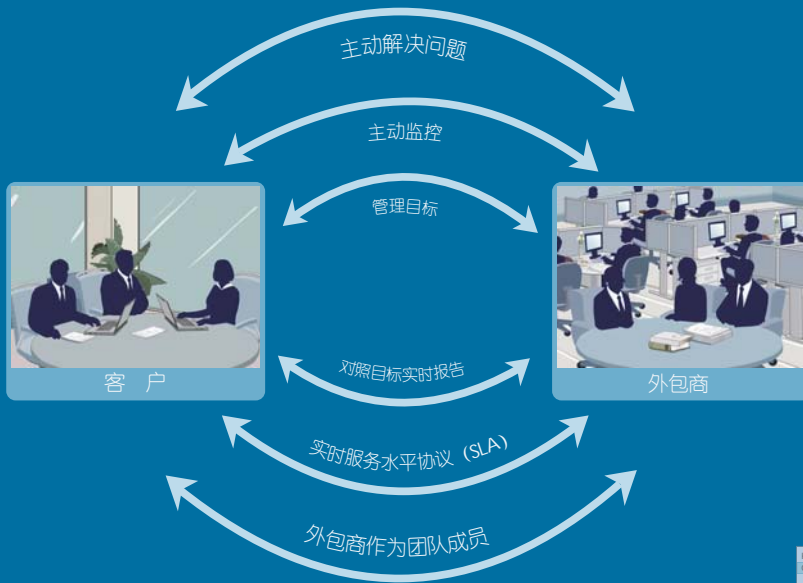 主动解决问题
主动监控
管理目标
客 户
外包商
对照目标实时报告
实时服务水平协议 (SLA)
外包商作为团队成员